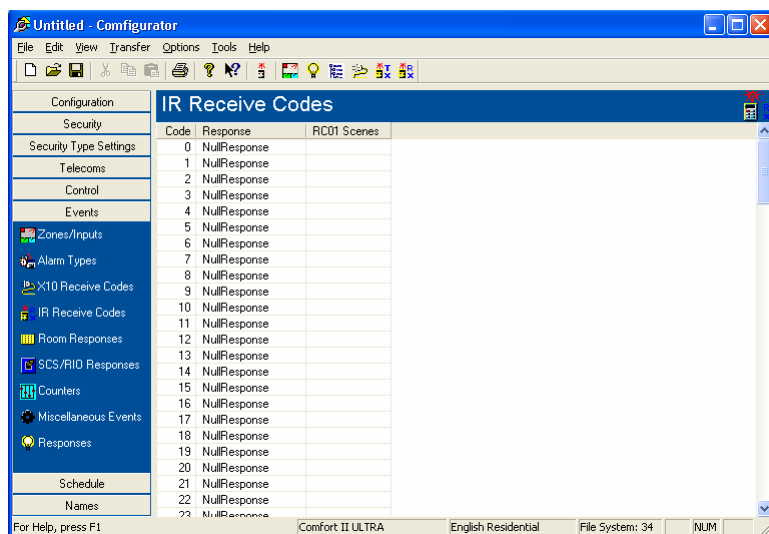 Untitled - Comfigurator
File Edit View Transfer Options Tools Help
Configuration
Security
Security Type Settings
Telecoms
Control
Events
Zones/Inputs
Alarm Types
X10 Receive Codes
IR Receive Codes
Room Responses
SCS/RIO Responses
Counters
Miscellaneous Events
Responses
Schedule
Names
IR Receive Codes
Code Response RC01 Scenes
0 NullResponse
1 NullResponse
2 NullResponse
3 NullResponse
4 NullResponse
5 NullResponse
6 NullResponse
7 NullResponse
8 NullResponse
9 NullResponse
10 NullResponse
11 NullResponse
12 NullResponse
13 NullResponse
14 NullResponse
15 NullResponse
16 NullResponse
17 NullResponse
18 NullResponse
19 NullResponse
20 NullResponse
21 NullResponse
22 NullResponse
23 NullResponse
For Help, press F1 Comfort II ULTRA English Residential File System: 34 NUM